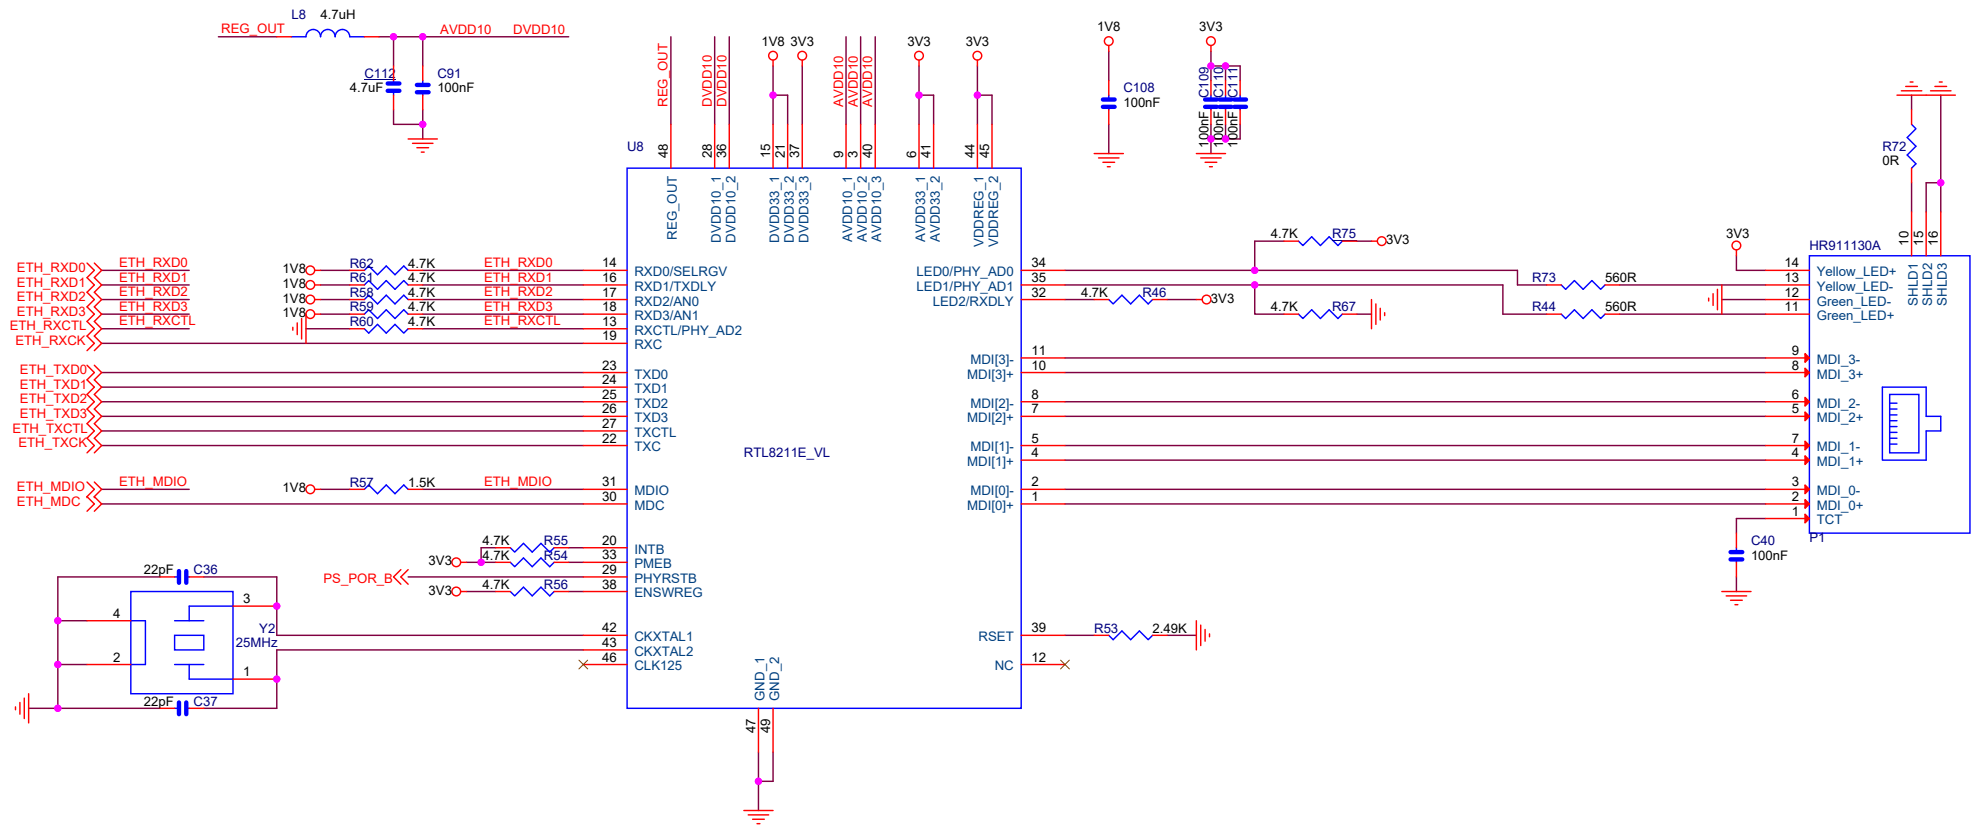 L8 4.7uH
REG_OUT AVDD10 DVDD10
C112 C91
4.7uF 100nF
REG_OUT DVDD10 DVDD10 1V8 3V3 AVDD10 AVDD10 AVDD10 3V3 3V3
1V8 3V3
C108
100nF
C109 C110 C111
100nF 100nF 100nF
R72
0R
U8
48 28 36 15 21 37 9 3 40 6 41 44 45
REG_OUT DVDD10_1 DVDD10_2 DVDD33_1 DVDD33_2 DVDD33_3 AVDD10_1 AVDD10_2 AVDD10_3 AVDD33_1 AVDD33_2 VDDREG_1 VDDREG_2
10 15 16
SHLD1 SHLD2 SHLD3
HR911130A
ETH_RXD0 ETH_RXD0 1V8 R62 4.7K ETH_RXD0 14 RXD0/SELRGV
ETH_RXD1 ETH_RXD1 1V8 R61 4.7K ETH_RXD1 16 RXD1/TXDLY
ETH_RXD2 ETH_RXD2 1V8 R58 4.7K ETH_RXD2 17 RXD2/AN0
ETH_RXD3 ETH_RXD3 1V8 R59 4.7K ETH_RXD3 18 RXD3/AN1
ETH_RXCTL ETH_RXCTL R60 4.7K ETH_RXCTL 13 RXCTL/PHY_AD2
ETH_RXCK 19 RXC
ETH_TXD0 23 TXD0
ETH_TXD1 24 TXD1
ETH_TXD2 25 TXD2
ETH_TXD3 26 TXD3
ETH_TXCTL 27 TXCTL
ETH_TXCK 22 TXC
RTL8211E_VL
ETH_MDIO ETH_MDIO 1V8 R57 1.5K ETH_MDIO 31 MDIO
ETH_MDC 30 MDC
4.7K R55 20 INTB
3V3 4.7K R54 33 PMEB
PS_POR_B 29 PHYRSTB
3V3 4.7K R56 38 ENSWREG
22pF C36
4 3
Y2
25MHz
2 1
22pF C37
42 CKXTAL1
43 CKXTAL2
46 CLK125
GND_1 GND_2
47 49
4.7K R75 3V3
LED0/PHY_AD0 34
LED1/PHY_AD1 35
LED2/RXDLY 32 4.7K R46 3V3
4.7K R67
R73 560R
R44 560R
3V3
14 Yellow_LED+
13 Yellow_LED-
12 Green_LED-
11 Green_LED+
MDI[3]- 11 9 MDI_3-
MDI[3]+ 10 8 MDI_3+
MDI[2]- 8 6 MDI_2-
MDI[2]+ 7 5 MDI_2+
MDI[1]- 5 7 MDI_1-
MDI[1]+ 4 4 MDI_1+
MDI[0]- 2 3 MDI_0-
MDI[0]+ 1 2 MDI_0+
1 TCT
P1
C40
100nF
RSET 39 R53 2.49K
NC 12